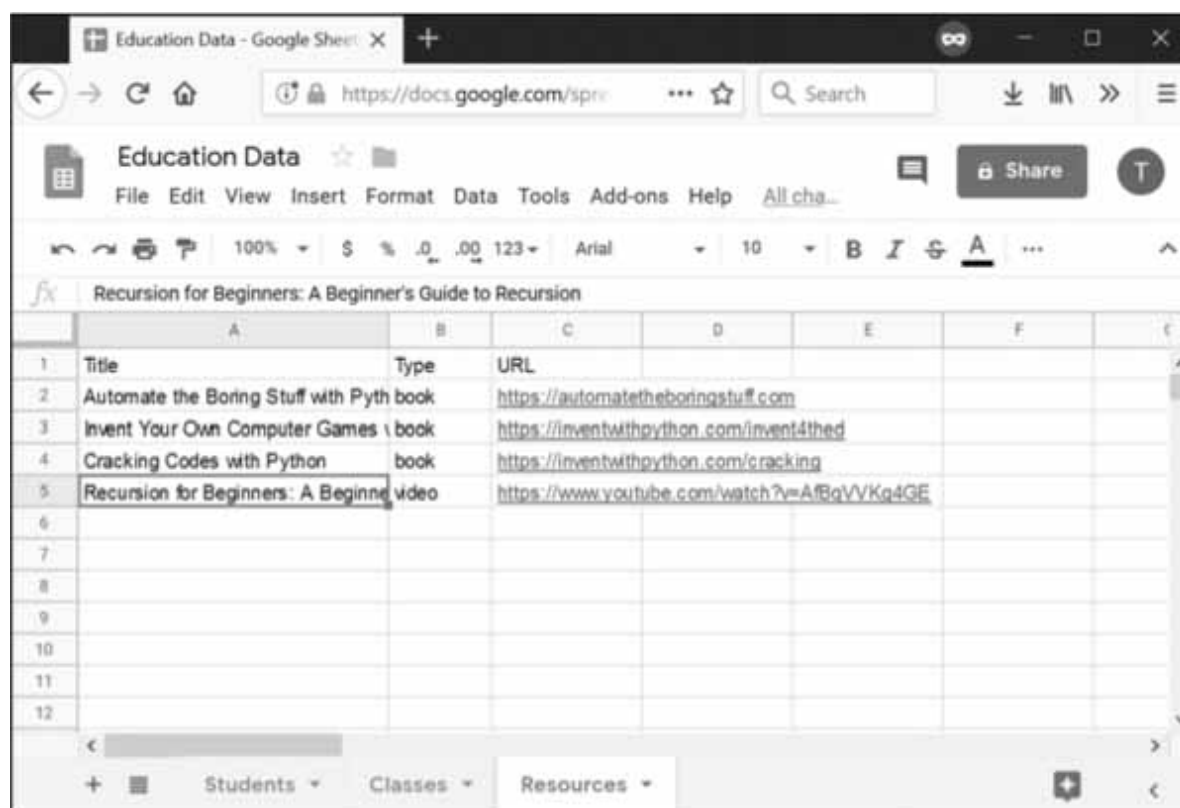 Education Data - Google Sheet
https://docs.google.com/spre ... Search
Education Data
Share T
File Edit View Insert Format Data Tools Add-ons Help All cha...
100% $ % .0 .00 123 Arial 10 B I S A ...
fx Recursion for Beginners: A Beginner's Guide to Recursion
A B C D E F
1 Title Type URL
2 Automate the Boring Stuff with Pyth book https://automatetheboringstuff.com
3 Invent Your Own Computer Games book https://inventwithpython.com/invent4thed
4 Cracking Codes with Python book https://inventwithpython.com/cracking
5 Recursion for Beginners: A Beginne video https://www.youtube.com/watch?v=AfBqVVKg4GE
6
7
8
9
10
11
12
+ Students Classes Resources